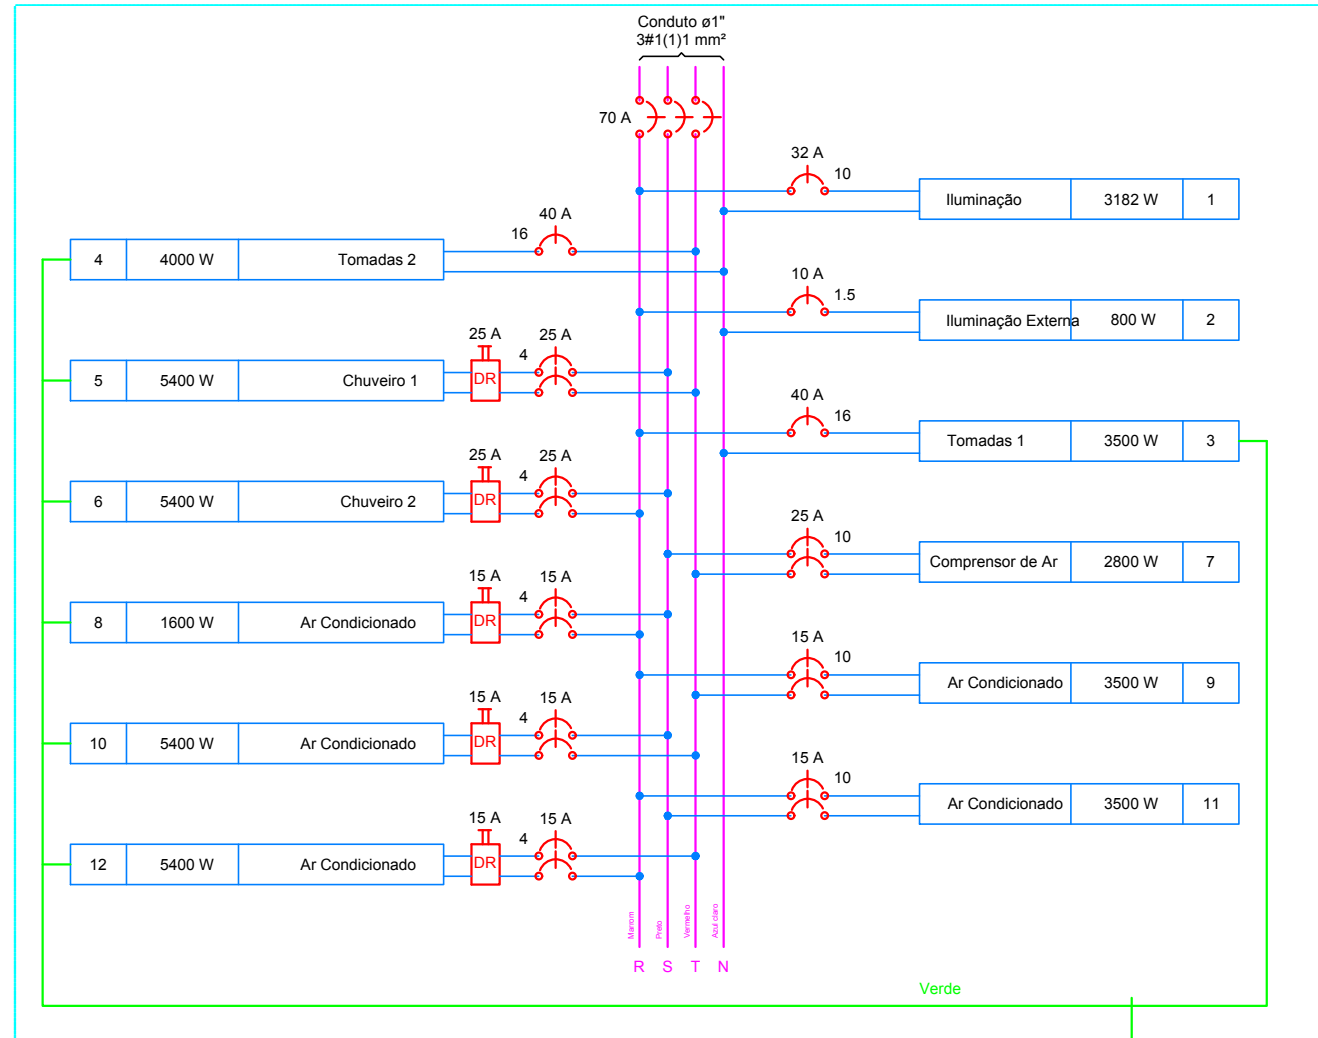 Conduto ø1"
3#1(1)1 mm²
70 A
32 A
10
Iluminação 3182 W 1
40 A
16
4 4000 W Tomadas 2
10 A
1.5
Iluminação Externa 800 W 2
25 A 25 A
4
5 5400 W Chuveiro 1 DR
40 A
16
Tomadas 1 3500 W 3
25 A 25 A
4
6 5400 W Chuveiro 2 DR
25 A
10
Comprensor de Ar 2800 W 7
15 A 15 A
4
8 1600 W Ar Condicionado DR
15 A
10
Ar Condicionado 3500 W 9
15 A 15 A
4
10 5400 W Ar Condicionado DR
15 A
10
Ar Condicionado 3500 W 11
15 A 15 A
4
12 5400 W Ar Condicionado DR
Marrom
Preto
Vermelho
Azul claro
R S T N
Verde